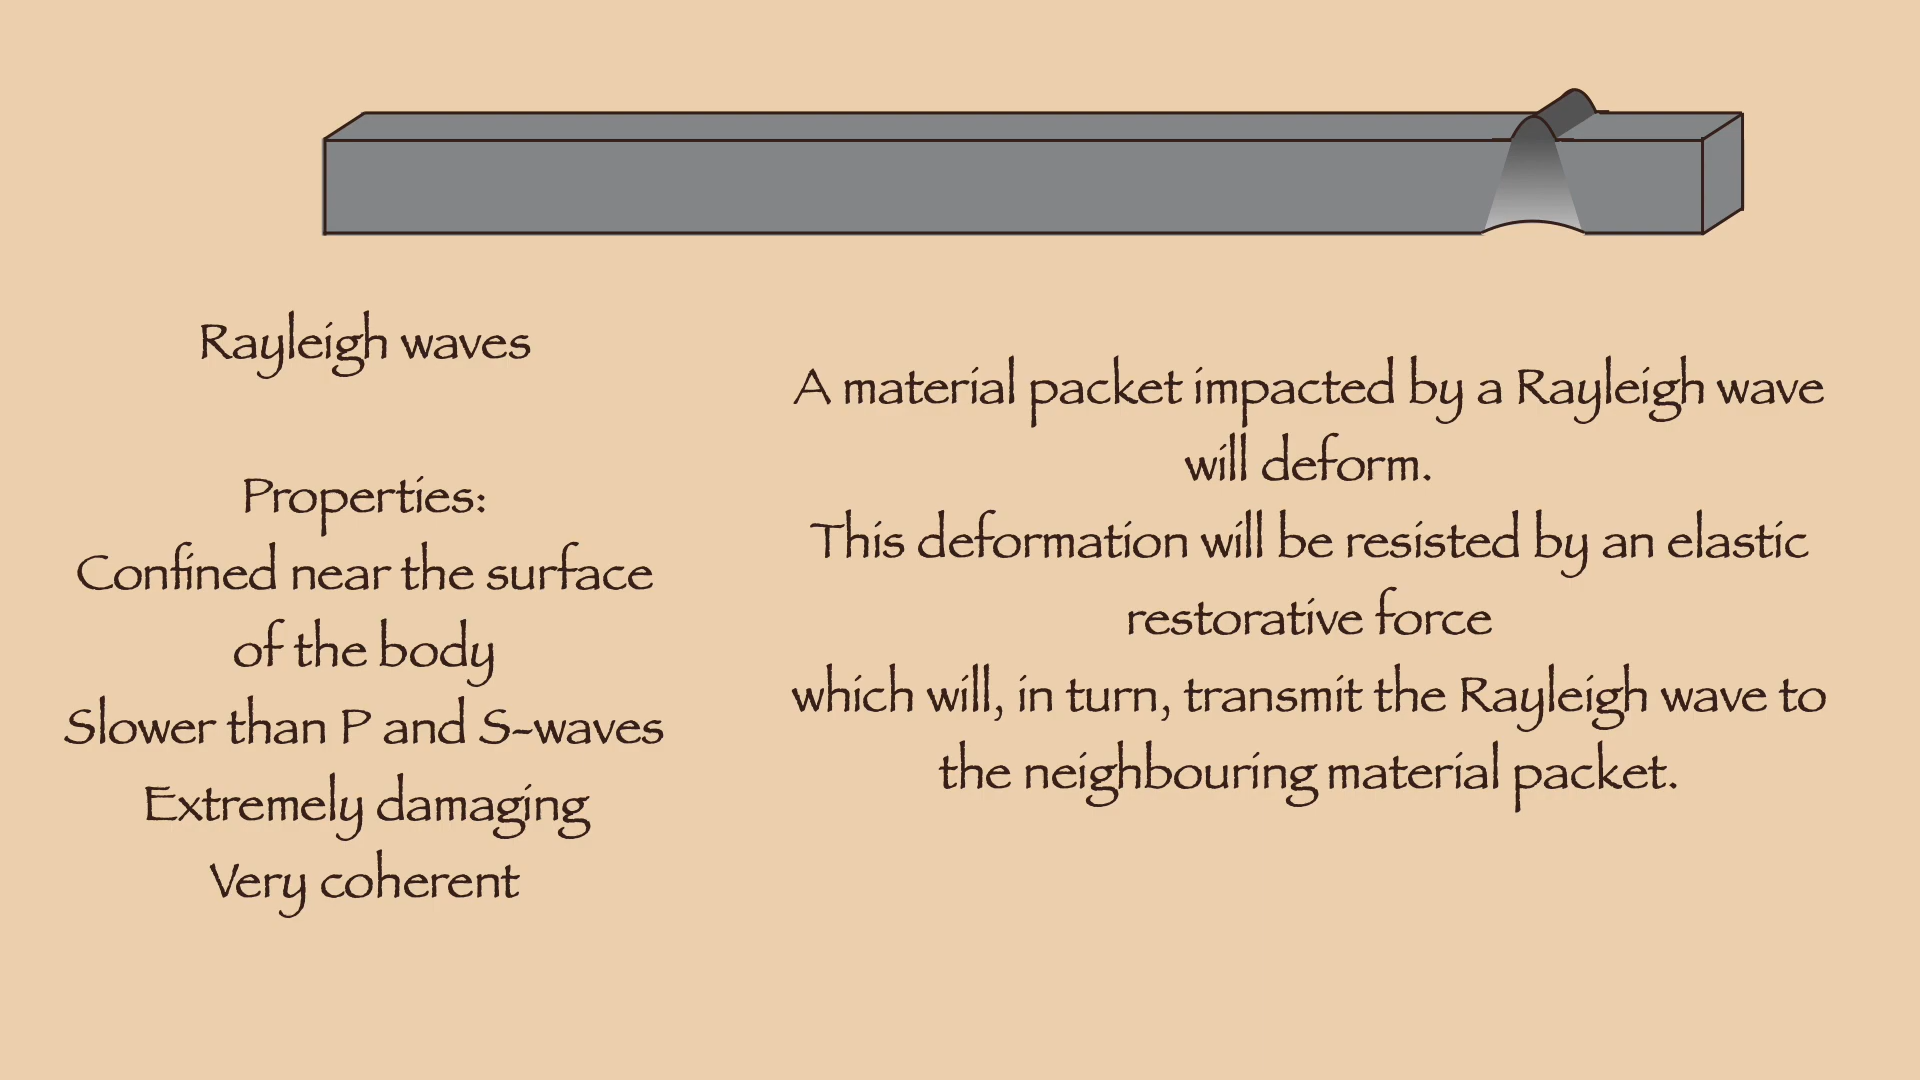 Rayleigh waves
Properties:
Confined near the surface
of the body
Slower than P and S-waves
Extremely damaging
Very coherent
A material packet impacted by a Rayleigh wave
will deform.
This deformation will be resisted by an elastic
restorative force
which will, in turn, transmit the Rayleigh wave to
the neighbouring material packet.